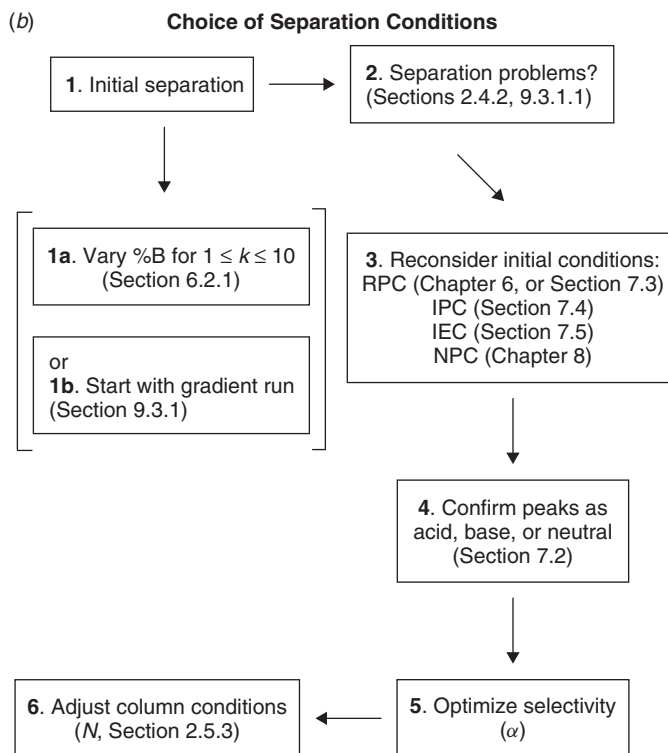 (b) Choice of Separation Conditions
1. Initial separation
2. Separation problems?
(Sections 2.4.2, 9.3.1.1)
1a. Vary %B for 1 ≤ k ≤ 10
(Section 6.2.1)
or
1b. Start with gradient run
(Section 9.3.1)
3. Reconsider initial conditions:
RPC (Chapter 6, or Section 7.3)
IPC (Section 7.4)
IEC (Section 7.5)
NPC (Chapter 8)
4. Confirm peaks as
acid, base, or neutral
(Section 7.2)
5. Optimize selectivity
(α)
6. Adjust column conditions
(N, Section 2.5.3)